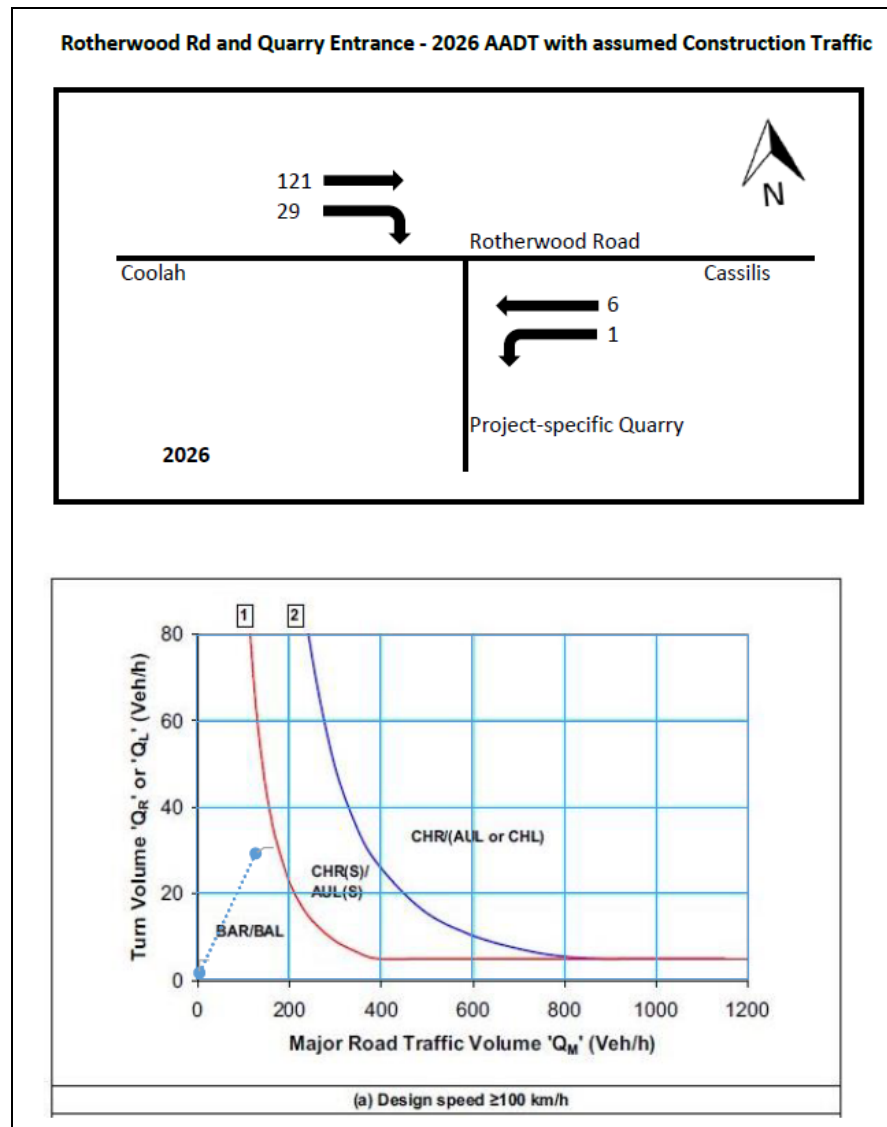 Rotherwood Rd and Quarry Entrance - 2026 AADT with assumed Construction Traffic
N
121
29
Rotherwood Road
Coolah
Cassilis
6
1
Project-specific Quarry
2026
1
2
80
60
40
20
0
Turn Volume 'QR' or 'QL' (Veh/h)
CHR/(AUL or CHL)
CHR(S)/
AUL(S)
BAR/BAL
0 200 400 600 800 1000 1200
Major Road Traffic Volume 'QM' (Veh/h)
(a) Design speed ≥100 km/h